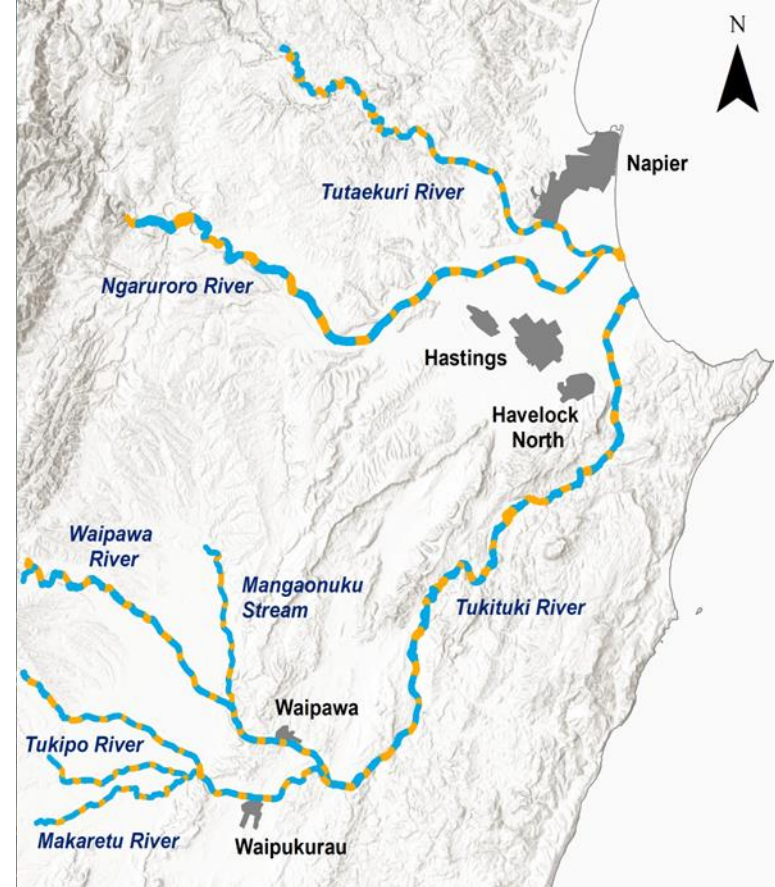 N
Napier
Tutaekuri River
Ngaruroro River
Hastings
Havelock
North
Waipawa
River
Mangaonuku
Stream
Tukituki River
Waipawa
Tukipo River
Makaretu River
Waipukurau